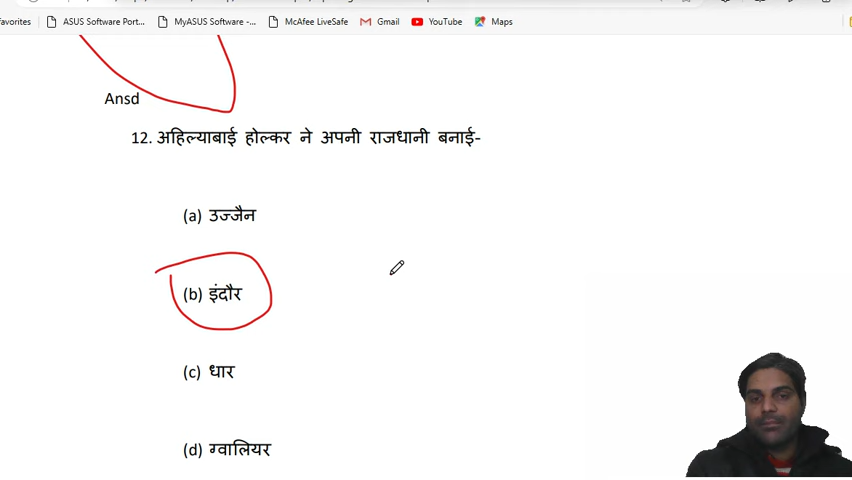 avorites ASUS Software Port... MyASUS Software -... McAfee LiveSafe Gmail YouTube Maps
Ansd
12. अहिल्याबाई होल्कर ने अपनी राजधानी बनाई-
(a) उज्जैन
(b) इंदौर
(c) धार
(d) ग्वालियर